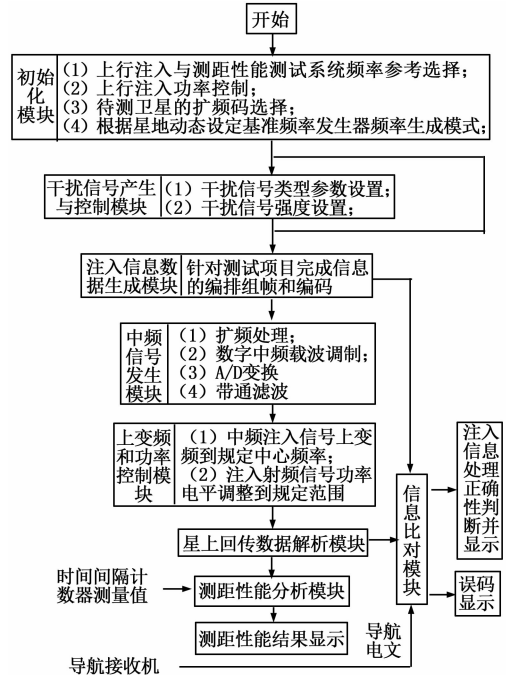 开始
初始
化
模块
（1）上行注入与测距性能测试系统频率参考选择；
（2）上行注入功率控制；
（3）待测卫星的扩频码选择；
（4）根据星地动态设定基准频率发生器频率生成模式；
干扰信号产生
与控制模块
（1）干扰信号类型参数设置；
（2）干扰信号强度设置；
注入信息数
据生成模块
针对测试项目完成信息
的编排组帧和编码
中频
信号
发生
模块
（1）扩频处理；
（2）数字中频载波调制；
（3）A/D变换
（4）带通滤波
上变频
和功率
控制模
块
（1）中频注入信号上变
频到规定中心频率；
（2）注入射频信号功率
电平调整到规定范围
星上回传数据解析模块
信息比对模块
注入
信息
处理
正确
性判
断并
显示
误码
显示
时间间隔计
数器测量值
测距性能分析模块
测距性能结果显示
导航
电文
导航接收机